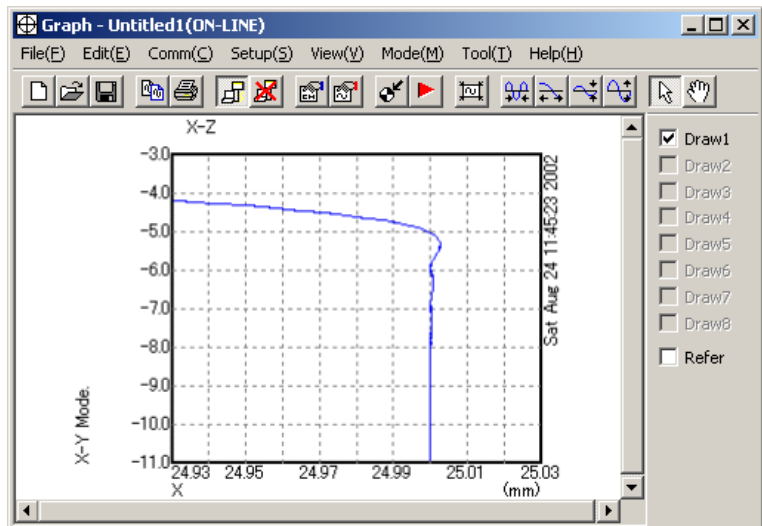 Graph - Untitled1(ON-LINE)
File(F) Edit(E) Comm(C) Setup(S) View(V) Mode(M) Tool(T) Help(H)
X-Z
-3.0
-4.0
-5.0
-6.0
-7.0
-8.0
-9.0
-10.0
-11.0
24.93 24.95 24.97 24.99 25.01 25.03
X (mm)
X-Y Mode.
Sat Aug 24 11:45:23 2002
Draw1
Draw2
Draw3
Draw4
Draw5
Draw6
Draw7
Draw8
Refer